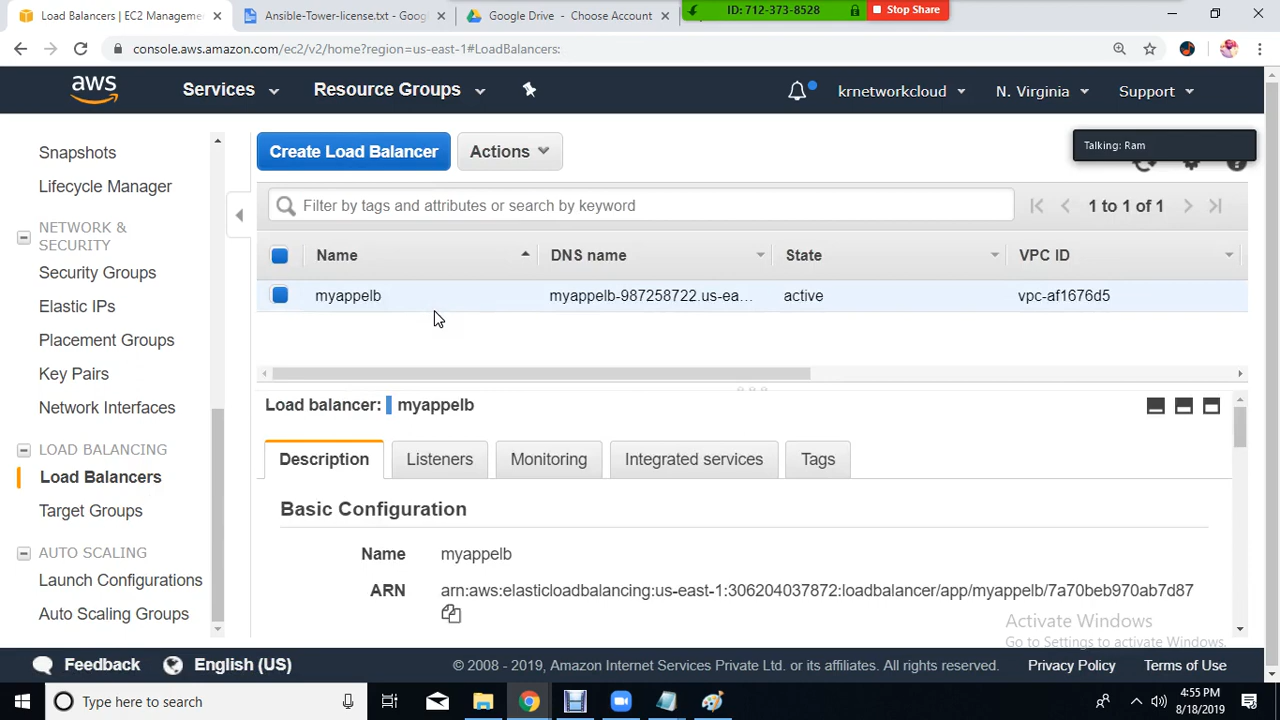 Load Balancers | EC2 Manageme
Ansible-Tower-license.txt - Googl
Google Drive - Choose Account
ID: 712-373-8528
Stop Share
console.aws.amazon.com/ec2/v2/home?region=us-east-1#LoadBalancers:
aws
Services
Resource Groups
krnetworkcloud
N. Virginia
Support
Talking: Ram
Snapshots
Lifecycle Manager
NETWORK &
SECURITY
Security Groups
Elastic IPs
Placement Groups
Key Pairs
Network Interfaces
LOAD BALANCING
Load Balancers
Target Groups
AUTO SCALING
Launch Configurations
Auto Scaling Groups
Create Load Balancer
Actions
Filter by tags and attributes or search by keyword
1 to 1 of 1
Name
DNS name
State
VPC ID
myappelb
myappelb-987258722.us-ea...
active
vpc-af1676d5
Load balancer: myappelb
Description
Listeners
Monitoring
Integrated services
Tags
Basic Configuration
Name
myappelb
ARN
arn:aws:elasticloadbalancing:us-east-1:306204037872:loadbalancer/app/myappelb/7a70beb970ab7d87
Activate Windows
Go to Settings to activate Windows.
Feedback
English (US)
© 2008 - 2019, Amazon Internet Services Private Ltd. or its affiliates. All rights reserved.
Privacy Policy
Terms of Use
Type here to search
4:55 PM
8/18/2019